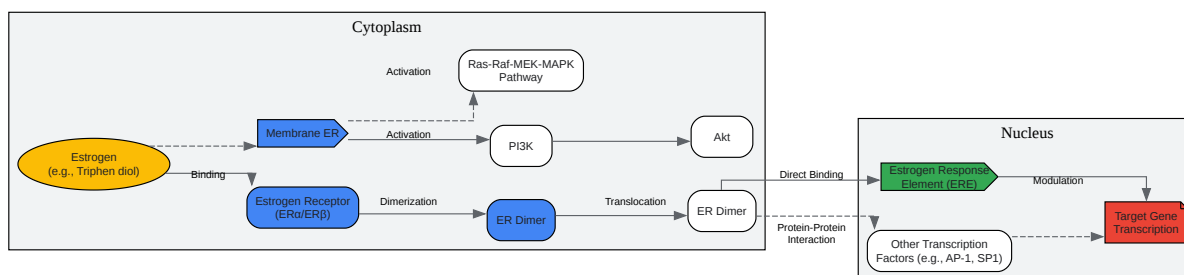 Cytoplasm
Ras-Raf-MEK-MAPK
Pathway
Activation
Membrane ER
Activation
PI3K
Akt
Estrogen
(e.g., Triphen diol)
Binding
Estrogen Receptor
(ERα/ERβ)
Dimerization
ER Dimer
Translocation
ER Dimer
Direct Binding
Protein-Protein
Interaction
Nucleus
Estrogen Response
Element (ERE)
Modulation
Other Transcription
Factors (e.g., AP-1, SP1)
Target Gene
Transcription